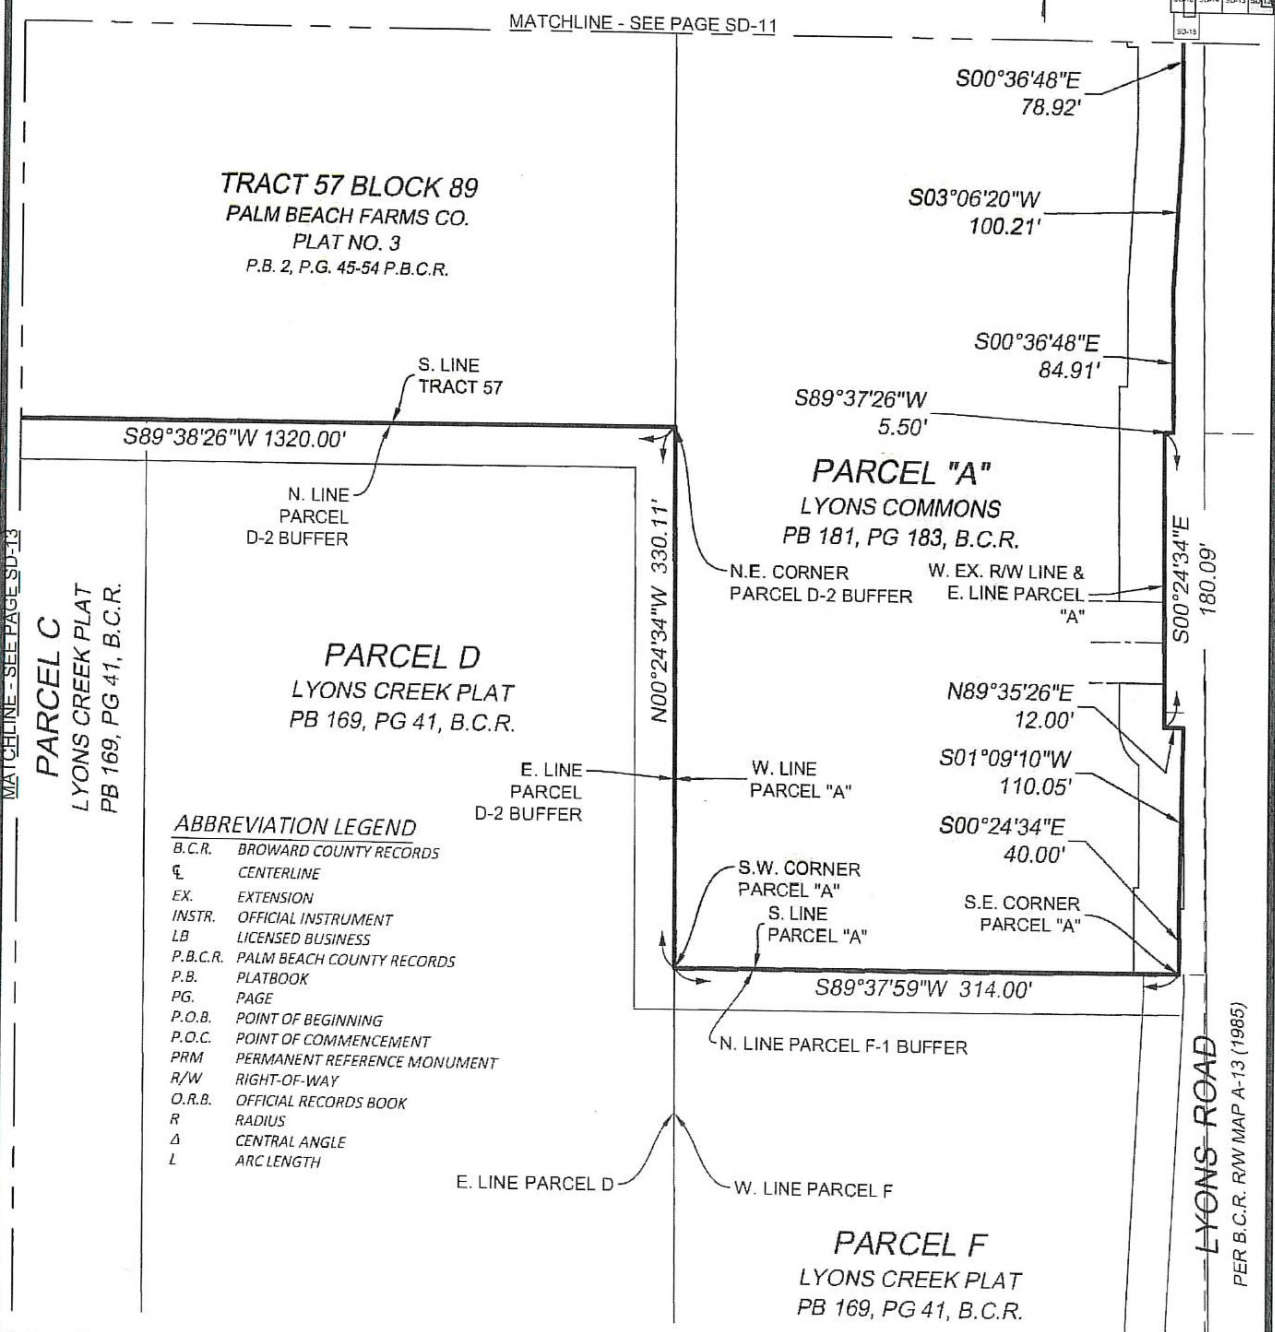 MATCHLINE - SEE PAGE SD-11
SD-15
S00°36'48"E
78.92'
TRACT 57 BLOCK 89
PALM BEACH FARMS CO.
PLAT NO. 3
P.B. 2, P.G. 45-54 P.B.C.R.
S03°06'20"W
100.21'
S00°36'48"E
84.91'
S. LINE
TRACT 57
S89°37'26"W
5.50'
S89°38'26"W 1320.00'
PARCEL "A"
LYONS COMMONS
PB 181, PG 183, B.C.R.
N. LINE
PARCEL
D-2 BUFFER
N00°24'34"W 330.11'
N.E. CORNER
PARCEL D-2 BUFFER
W. EX. R/W LINE &
E. LINE PARCEL
"A"
S00°24'34"E
180.09'
MATCHLINE - SEE PAGE SD-13
PARCEL C
LYONS CREEK PLAT
PB 169, PG 41, B.C.R.
PARCEL D
LYONS CREEK PLAT
PB 169, PG 41, B.C.R.
N89°35'26"E
12.00'
S01°09'10"W
110.05'
E. LINE
PARCEL
D-2 BUFFER
W. LINE
PARCEL "A"
S00°24'34"E
40.00'
ABBREVIATION LEGEND
B.C.R. BROWARD COUNTY RECORDS
℄ CENTERLINE
EX. EXTENSION
INSTR. OFFICIAL INSTRUMENT
LB LICENSED BUSINESS
P.B.C.R. PALM BEACH COUNTY RECORDS
P.B. PLATBOOK
PG. PAGE
P.O.B. POINT OF BEGINNING
P.O.C. POINT OF COMMENCEMENT
PRM PERMANENT REFERENCE MONUMENT
R/W RIGHT-OF-WAY
O.R.B. OFFICIAL RECORDS BOOK
R RADIUS
Δ CENTRAL ANGLE
L ARC LENGTH
S.W. CORNER
PARCEL "A"
S. LINE
PARCEL "A"
S.E. CORNER
PARCEL "A"
S89°37'59"W 314.00'
N. LINE PARCEL F-1 BUFFER
E. LINE PARCEL D
W. LINE PARCEL F
PARCEL F
LYONS CREEK PLAT
PB 169, PG 41, B.C.R.
LYONS ROAD
PER B.C.R. R/W MAP A-13 (1985)